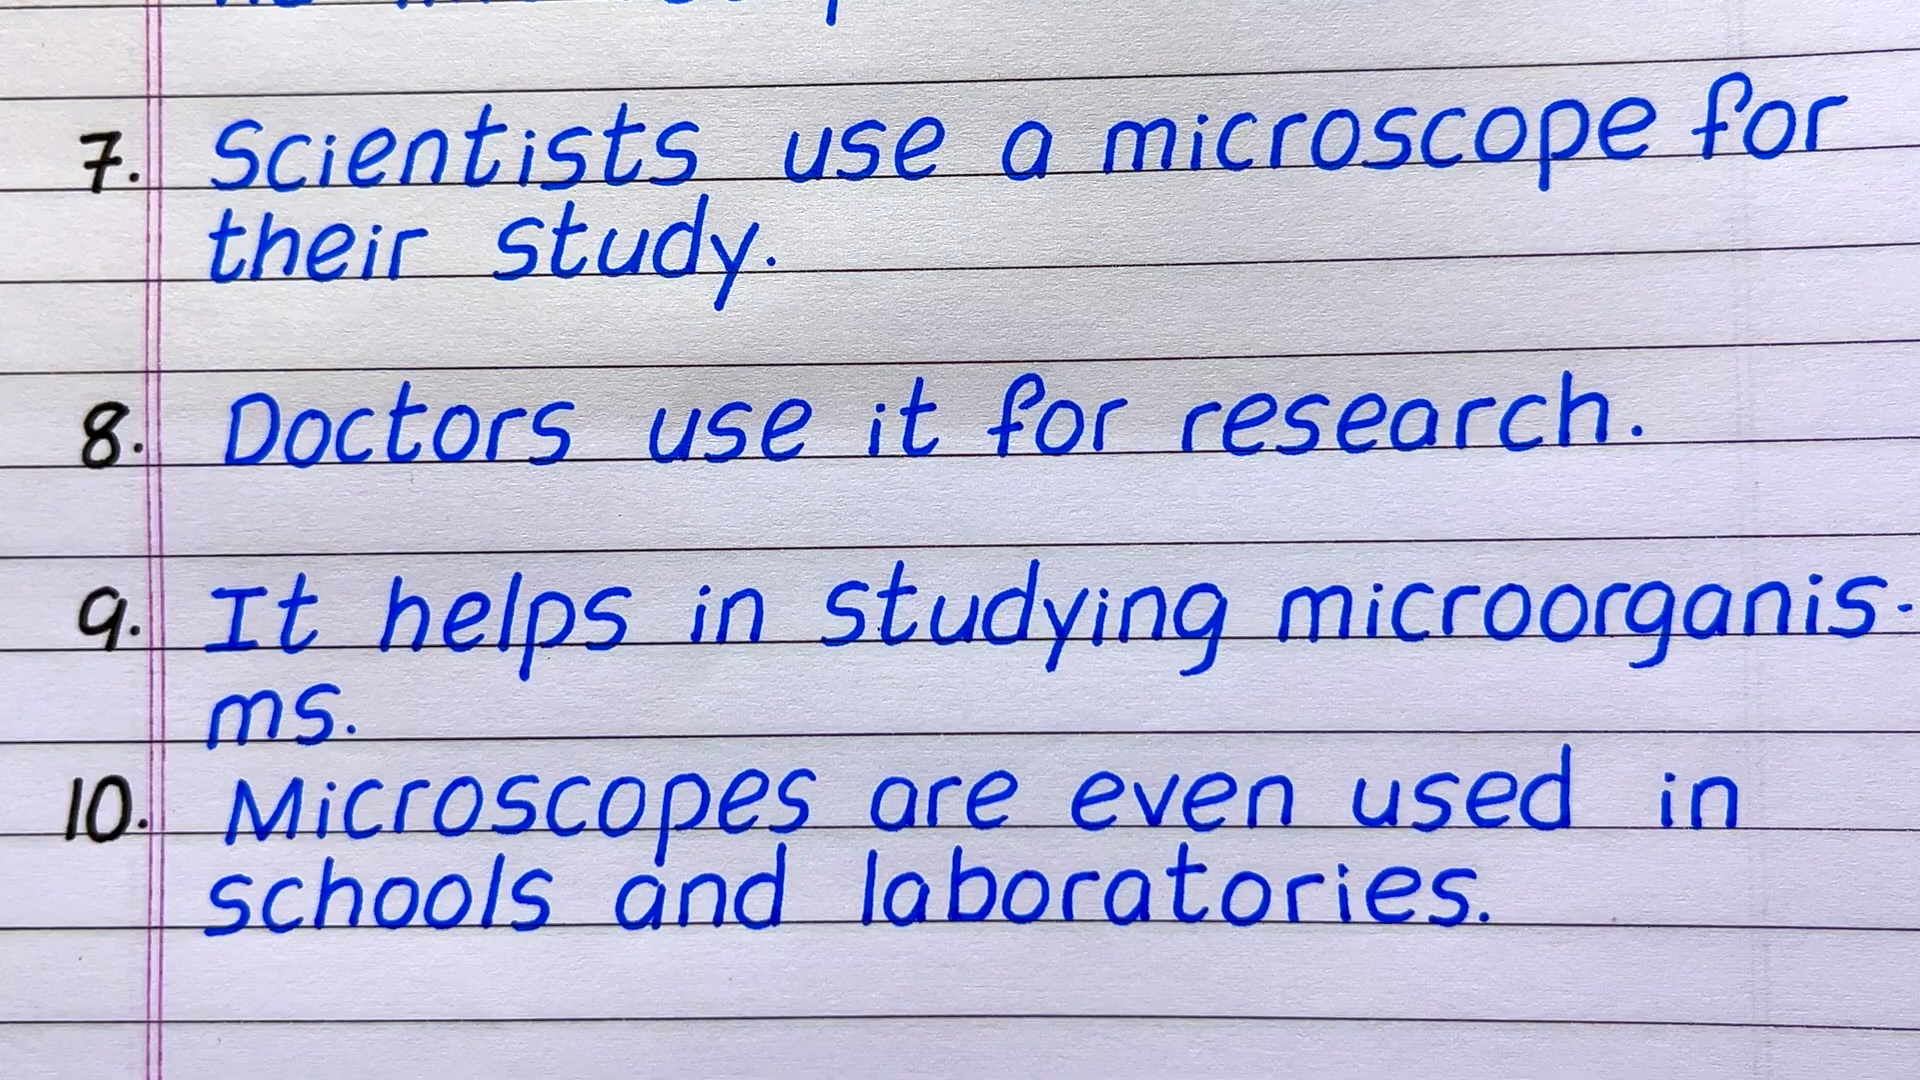 7. Scientists use a microscope for
their study.
8. Doctors use it for research.
9. It helps in studying microorganis-
ms.
10. Microscopes are even used in
schools and laboratories.